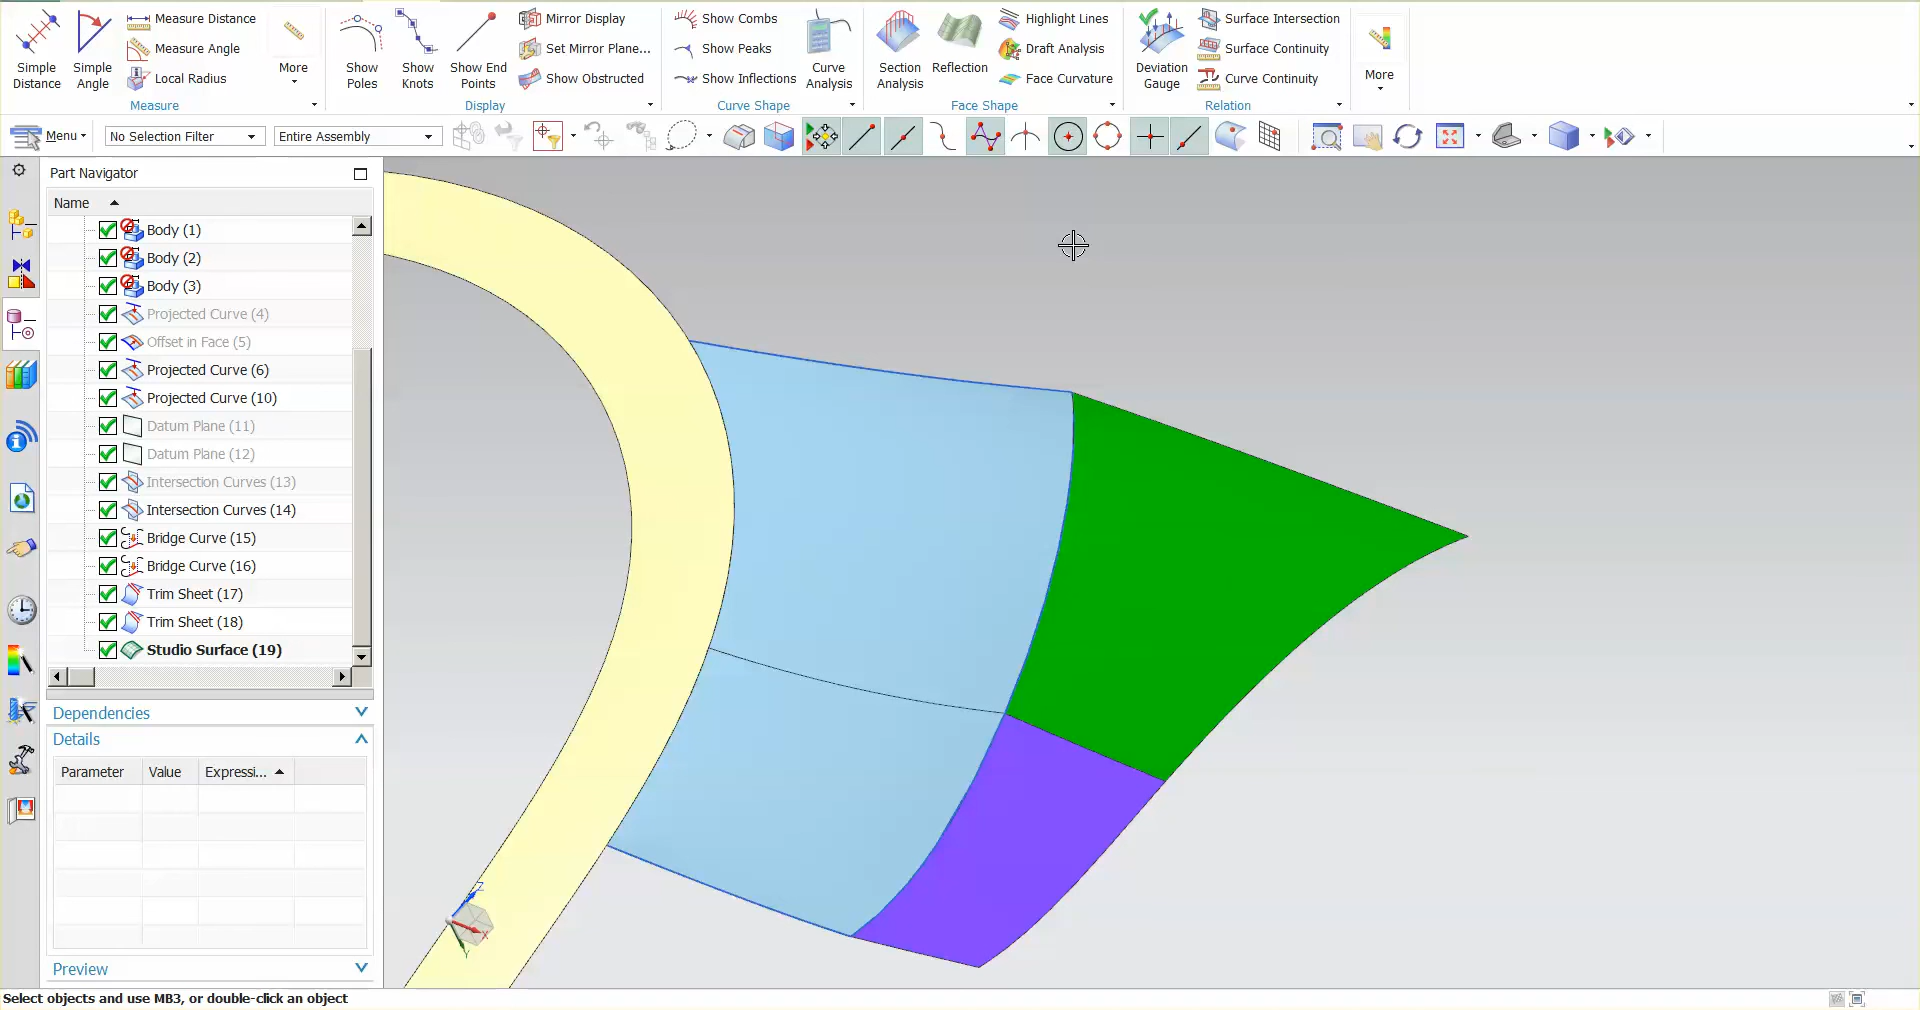 Simple Distance
Simple Angle
Measure Distance
Measure Angle
Local Radius
More
Measure
Show Poles
Show Knots
Show End Points
Mirror Display
Set Mirror Plane...
Show Obstructed
Display
Show Combs
Show Peaks
Show Inflections
Curve Analysis
Curve Shape
Section Analysis
Reflection
Highlight Lines
Draft Analysis
Face Curvature
Face Shape
Deviation Gauge
Surface Intersection
Surface Continuity
Curve Continuity
Relation
More
Menu
No Selection Filter
Entire Assembly
Part Navigator
Name
Body (1)
Body (2)
Body (3)
Projected Curve (4)
Offset in Face (5)
Projected Curve (6)
Projected Curve (10)
Datum Plane (11)
Datum Plane (12)
Intersection Curves (13)
Intersection Curves (14)
Bridge Curve (15)
Bridge Curve (16)
Trim Sheet (17)
Trim Sheet (18)
Studio Surface (19)
Dependencies
Details
Parameter Value Expressi...
Preview
Z
X
Y
Select objects and use MB3, or double-click an object